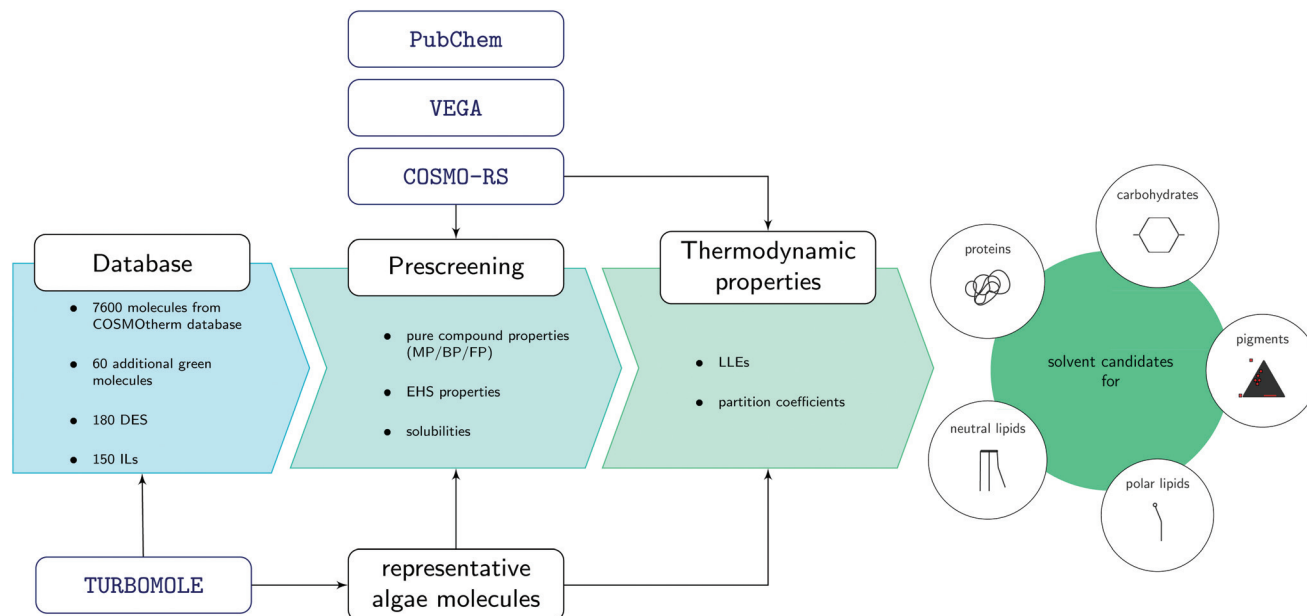 PubChem
VEGA
COSMO-RS
Database
7600 molecules from
COSMOtherm database
60 additional green
molecules
180 DES
150 ILs
Prescreening
pure compound properties
(MP/BP/FP)
EHS properties
solubilities
Thermodynamic
properties
LLEs
partition coefficients
TURBOMOLE
representative
algae molecules
solvent candidates
for
carbohydrates
proteins
pigments
neutral lipids
polar lipids